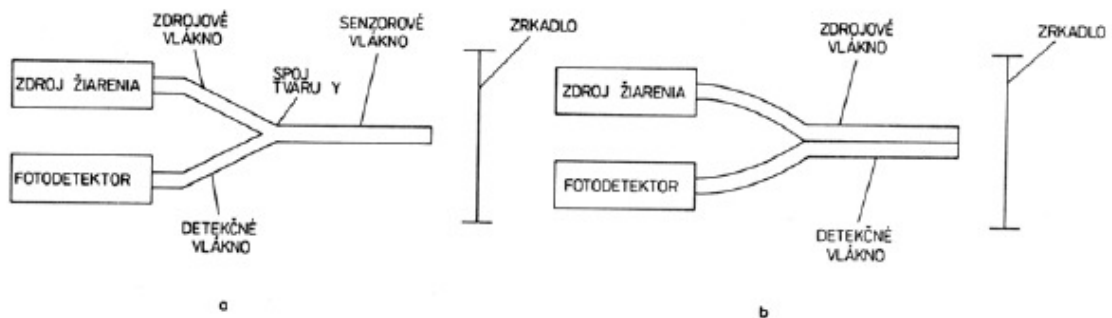 ZDROJOVÉ
VLÁKNO
SENZOROVÉ
VLÁKNO
ZRKADLO
ZDROJ ŽIARENIA
SPOJ
TVARU Y
FOTODETEKTOR
DETEKČNÉ
VLÁKNO
a
ZDROJOVÉ
VLÁKNO
ZRKADLO
ZDROJ ŽIARENIA
FOTODETEKTOR
DETEKČNÉ
VLÁKNO
b